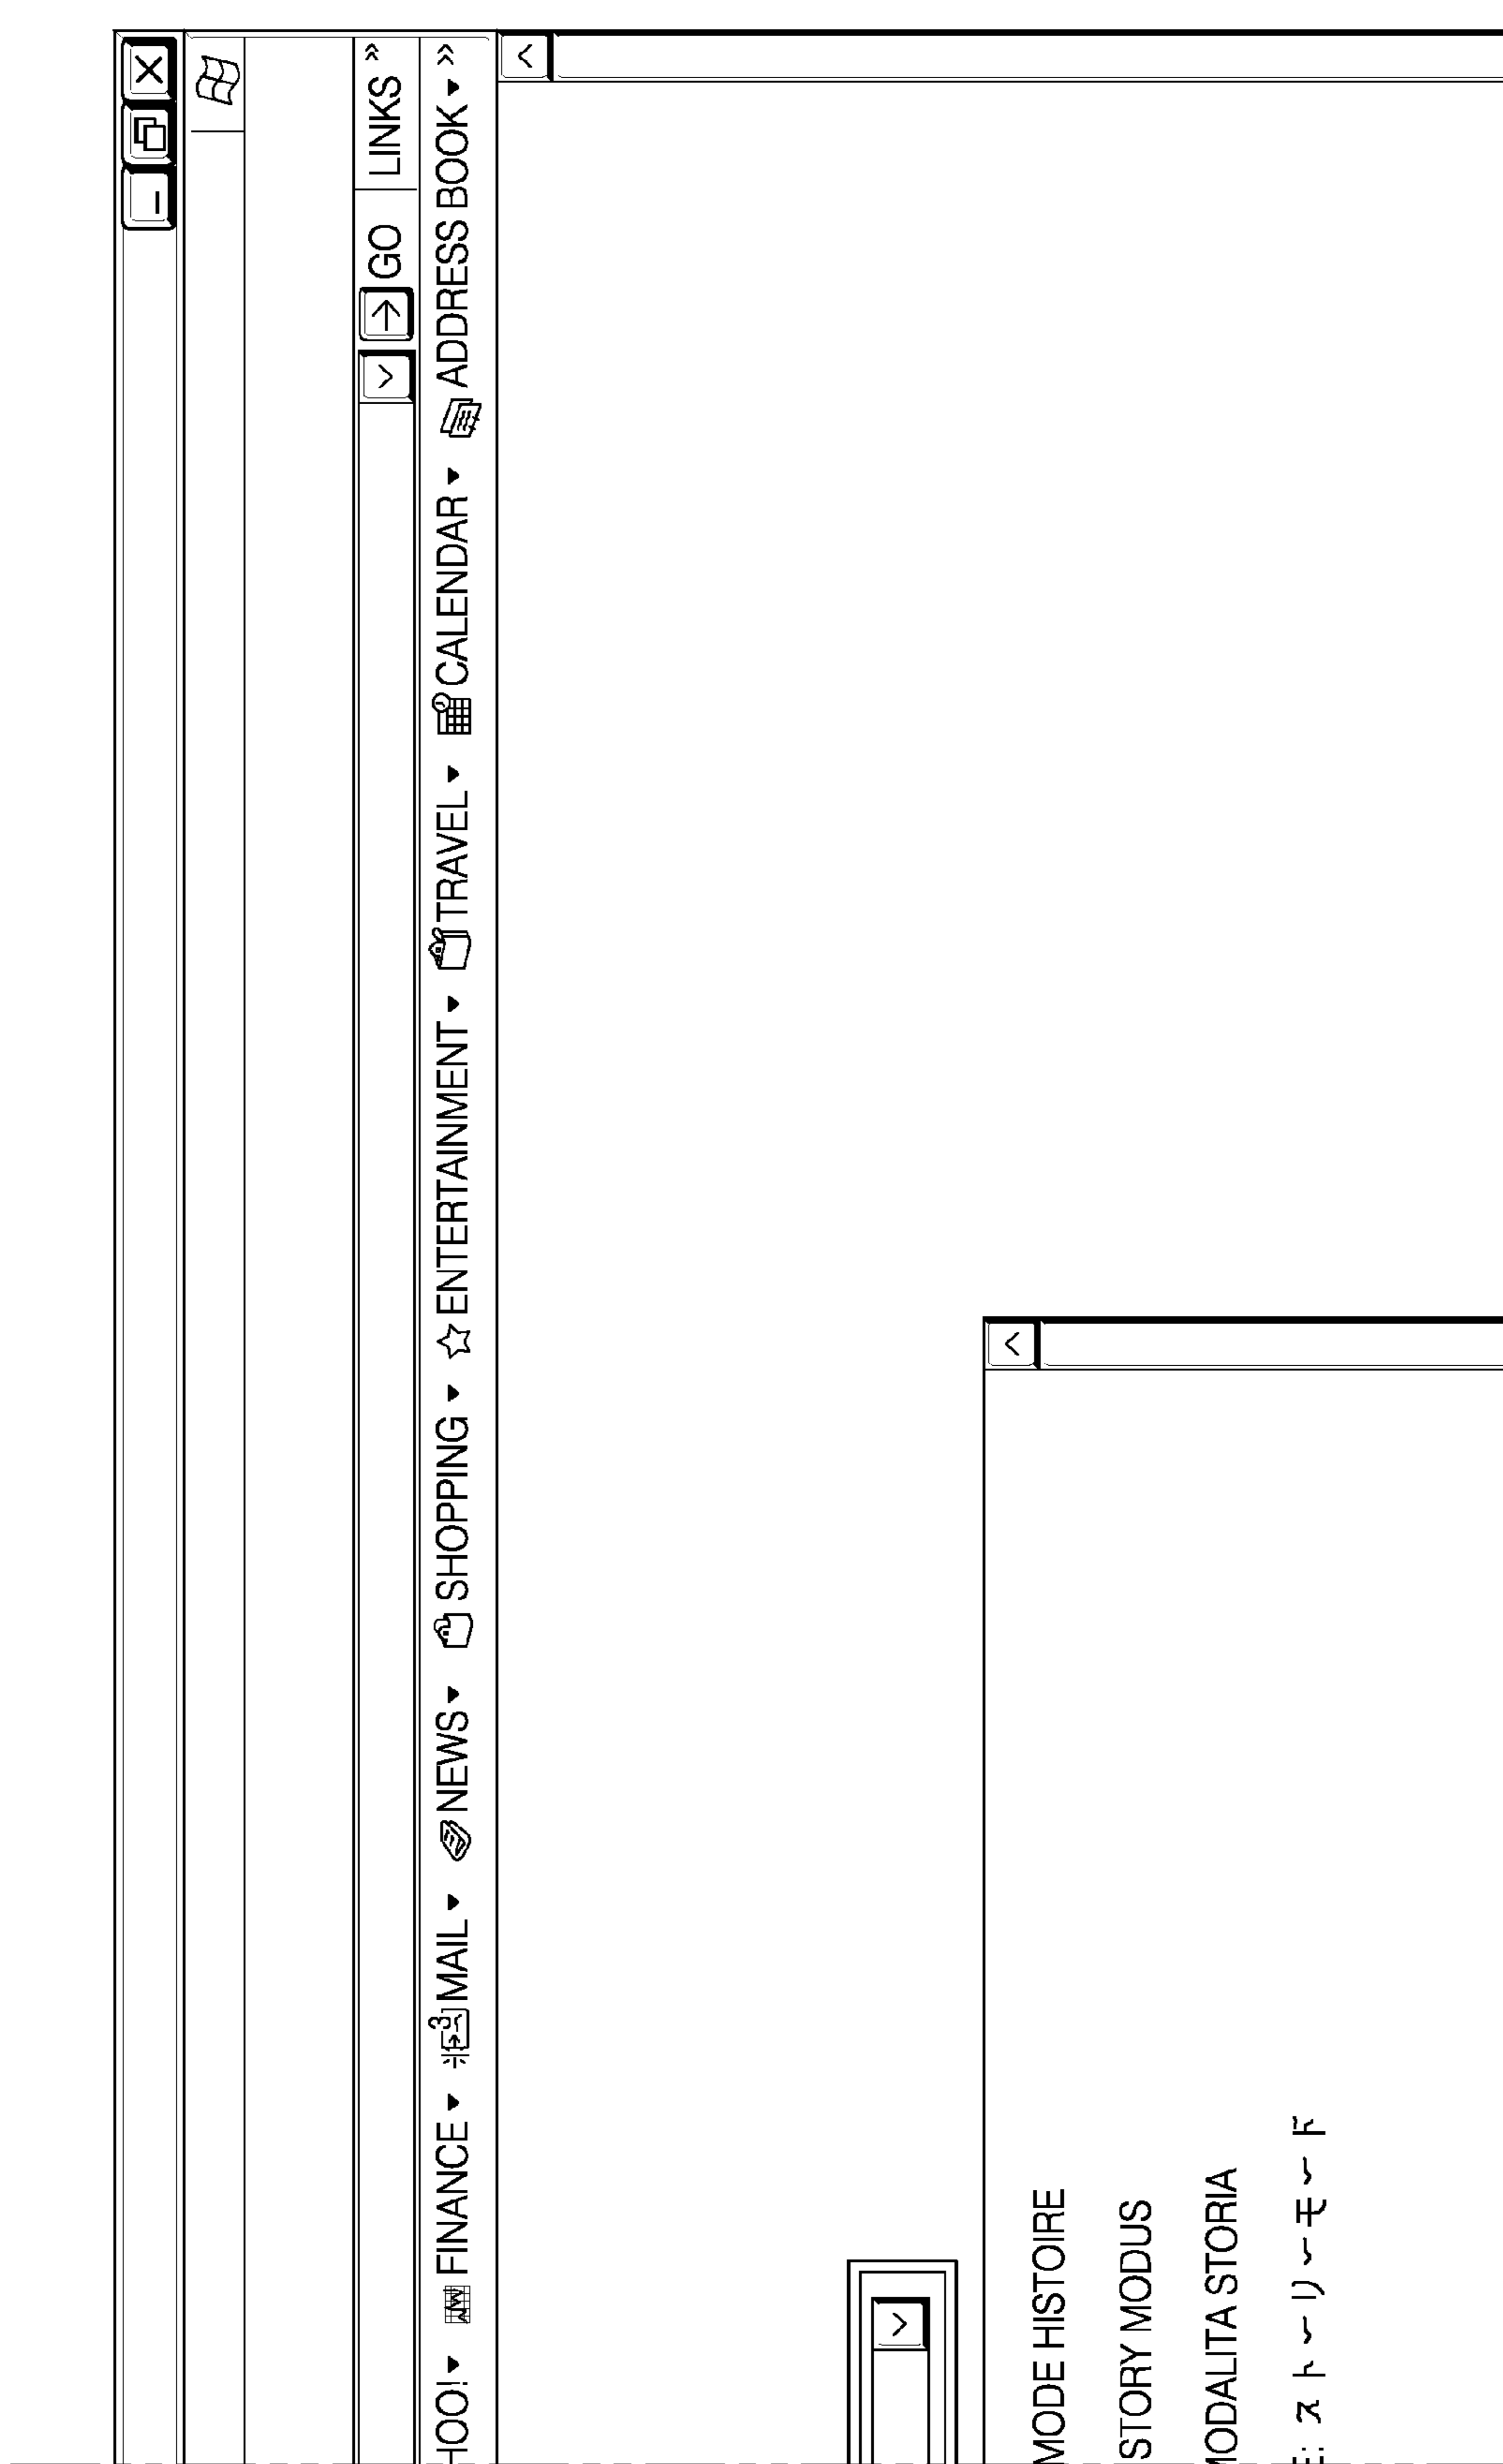 LINKS »
GO
HOO! FINANCE MAIL NEWS SHOPPING ENTERTAINMENT TRAVEL CALENDAR ADDRESS BOOK »
MODE HISTOIRE
STORY MODUS
MODALITA STORIA
E: ストーリーモード